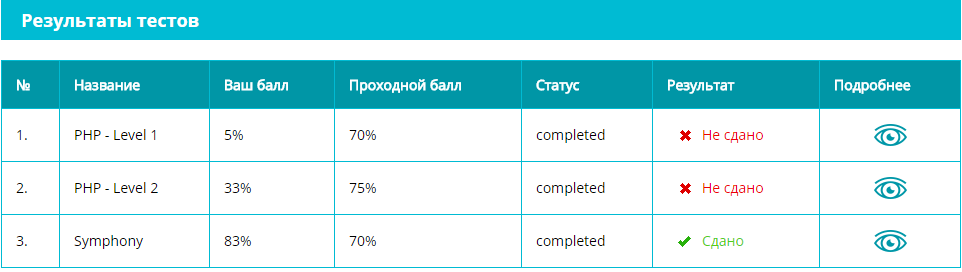 Результаты тестов
№ Название Ваш балл Проходной балл Статус Результат Подробнее
1. PHP - Level 1 5% 70% completed Не сдано
2. PHP - Level 2 33% 75% completed Не сдано
3. Symphony 83% 70% completed Сдано